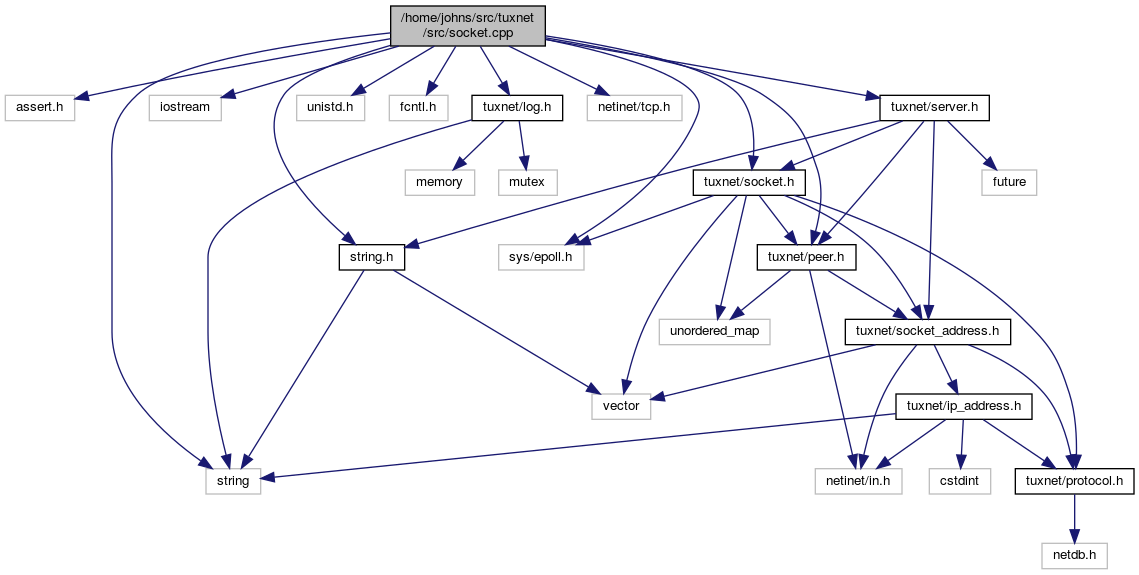 /home/johns/src/tuxnet
/src/socket.cpp
assert.h
iostream
unistd.h
fcntl.h
tuxnet/log.h
netinet/tcp.h
tuxnet/server.h
memory
mutex
tuxnet/socket.h
future
string.h
sys/epoll.h
tuxnet/peer.h
unordered_map
tuxnet/socket_address.h
vector
tuxnet/ip_address.h
string
netinet/in.h
cstdint
tuxnet/protocol.h
netdb.h